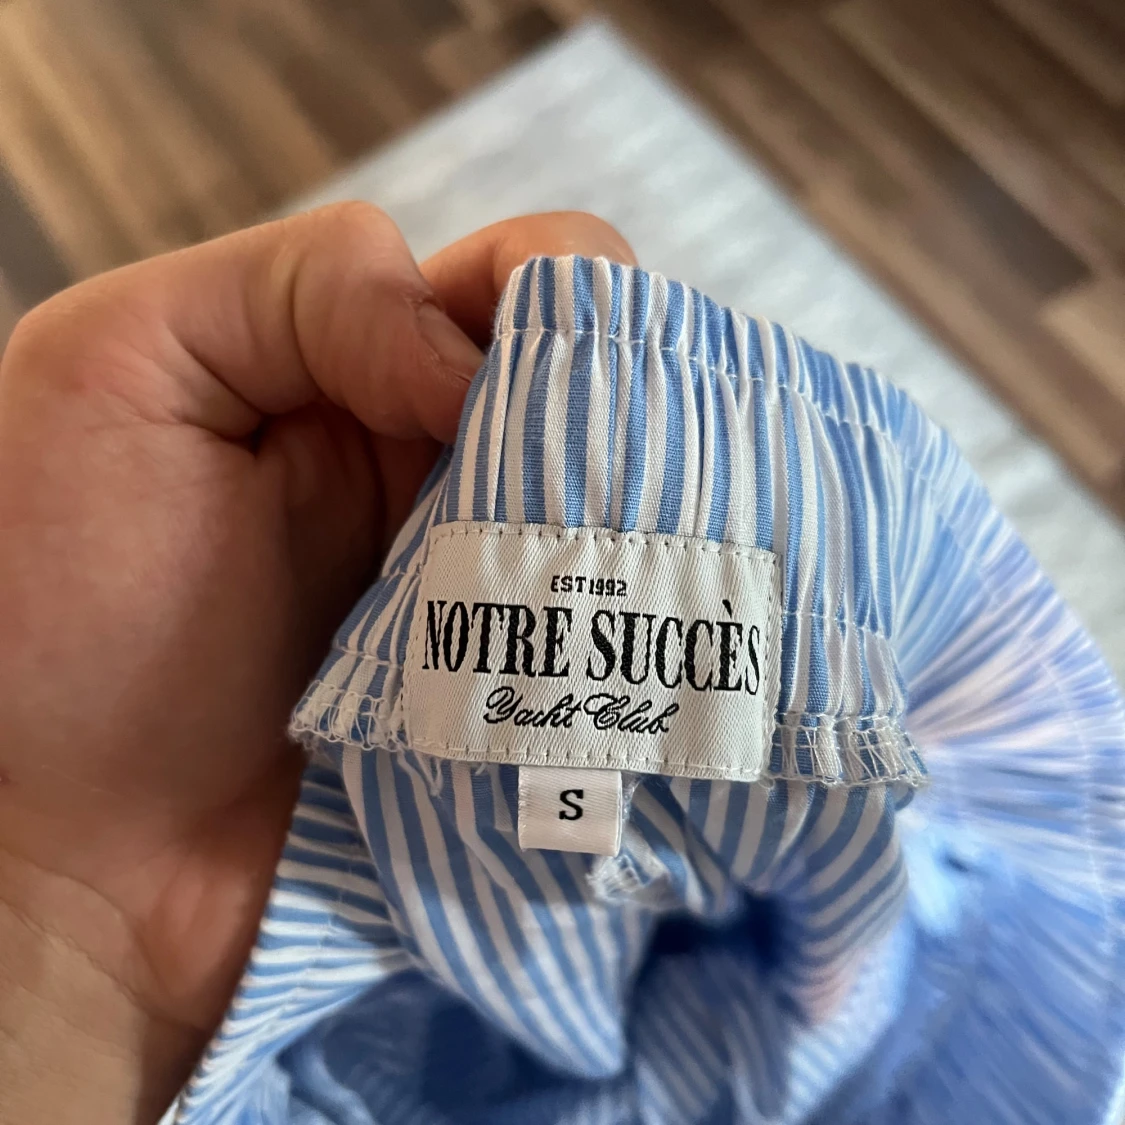 EST 1992
NOTRE SUCCÈS
Yacht Club
S